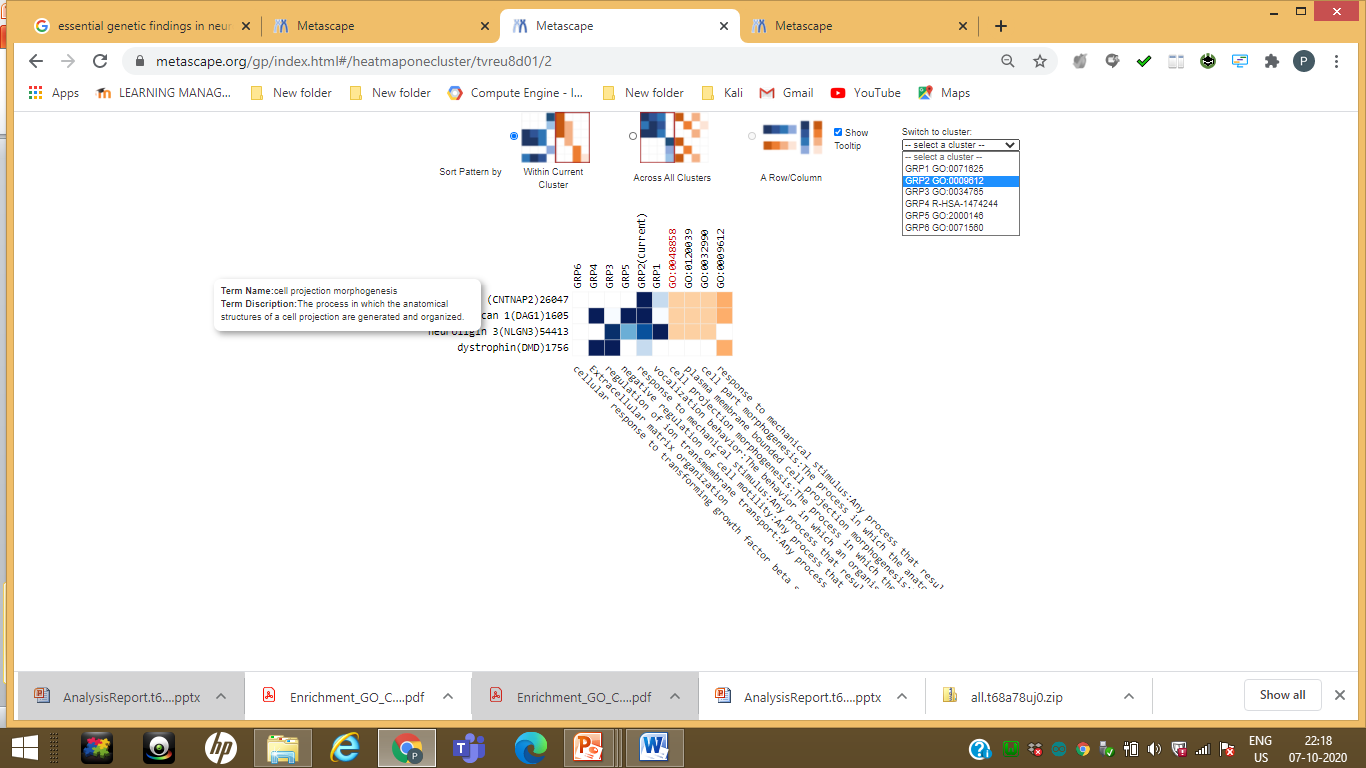 essential genetic findings in neur
Metascape
Metascape
Metascape
metascape.org/gp/index.html#/heatmaponecluster/tvreu8d01/2
P
Apps
LEARNING MANAG...
New folder
New folder
Compute Engine - I...
New folder
Kali
Gmail
YouTube
Maps
Sort Pattern by
Within Current
Cluster
Across All Clusters
A Row/Column
Show
Tooltip
Switch to cluster:
-- select a cluster --
-- select a cluster --
GRP1 GO:0071625
GRP2 GO:0009612
GRP3 GO:0034765
GRP4 R-HSA-1474244
GRP5 GO:2000146
GRP6 GO:0071560
GRP6
GRP4
GRP3
GRP5
GRP2(Current)
GRP1
GO:0048858
GO:0120039
GO:0032990
GO:0009612
Term Name:cell projection morphogenesis
Term Discription:The process in which the anatomical
structures of a cell projection are generated and organized.
(CNTNAP2)26047
can 1(DAG1)1605
neuroligin 3(NLGN3)54413
dystrophin(DMD)1756
cellular response to transforming growth factor beta s
Extracellular matrix organization
regulation of ion transmembrane transport:Any process
negative regulation of cell motility:Any process that
response to mechanical stimulus:Any process that resul
vocalization behavior:The behavior in which an organis
cell projection morphogenesis:The process in which the
plasma membrane bounded cell projection morphogenesis:
cell part morphogenesis:The process in which the anato
response to mechanical stimulus:Any process that resul
AnalysisReport.t6....pptx
Enrichment_GO_C....pdf
Enrichment_GO_C....pdf
AnalysisReport.t6....pptx
all.t68a78uj0.zip
Show all
hp
P
ENG
US
22:18
07-10-2020